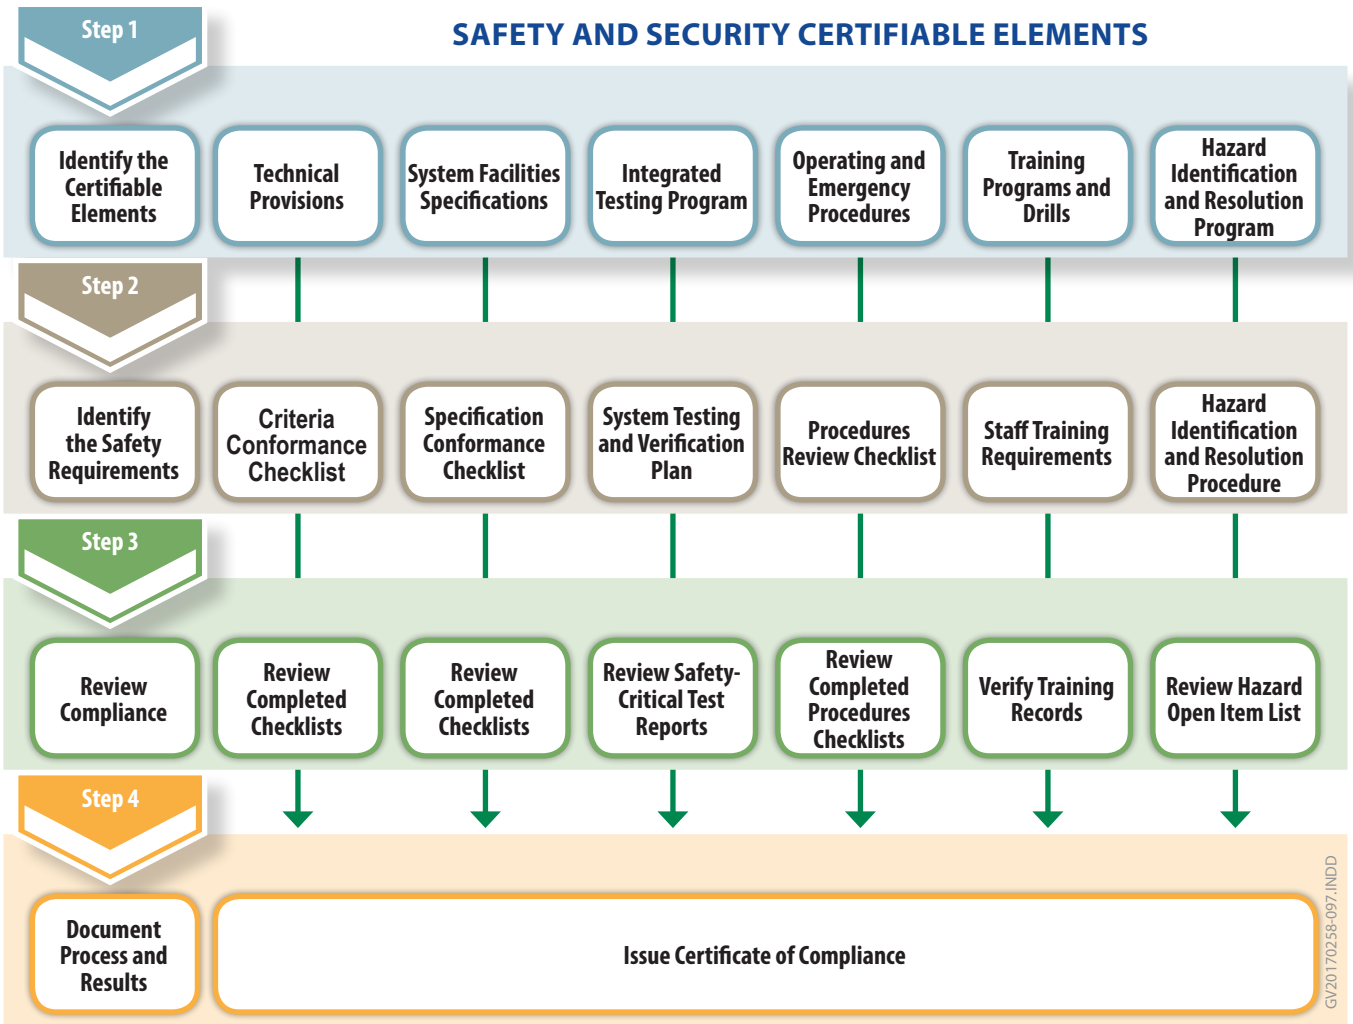 Step 1
SAFETY AND SECURITY CERTIFIABLE ELEMENTS
Identify the
Certifiable
Elements
Technical
Provisions
System Facilities
Specifications
Integrated
Testing Program
Operating and
Emergency
Procedures
Training
Programs and
Drills
Hazard
Identification
and Resolution
Program
Step 2
Identify
the Safety
Requirements
Criteria
Conformance
Checklist
Specification
Conformance
Checklist
System Testing
and Verification
Plan
Procedures
Review Checklist
Staff Training
Requirements
Hazard
Identification
and Resolution
Procedure
Step 3
Review
Compliance
Review
Completed
Checklists
Review
Completed
Checklists
Review Safety-
Critical Test
Reports
Review
Completed
Procedures
Checklists
Verify Training
Records
Review Hazard
Open Item List
Step 4
Document
Process and
Results
Issue Certificate of Compliance
GV20170258-097.INDD